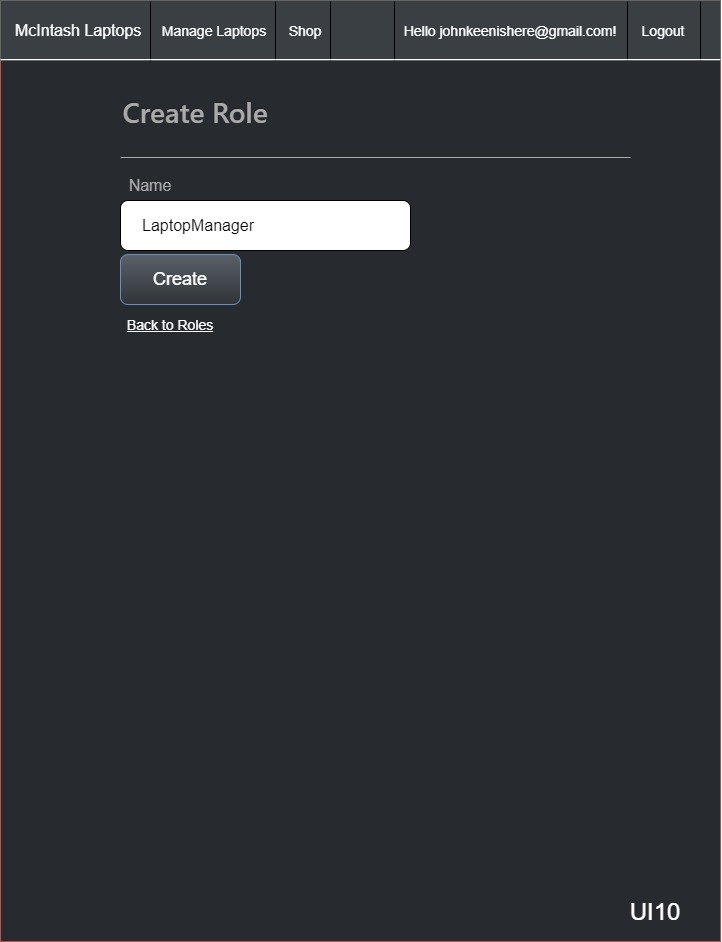 McIntash Laptops Manage Laptops Shop Hello johnkeenishere@gmail.com! Logout
Create Role
Name
LaptopManager
Create
Back to Roles
UI10